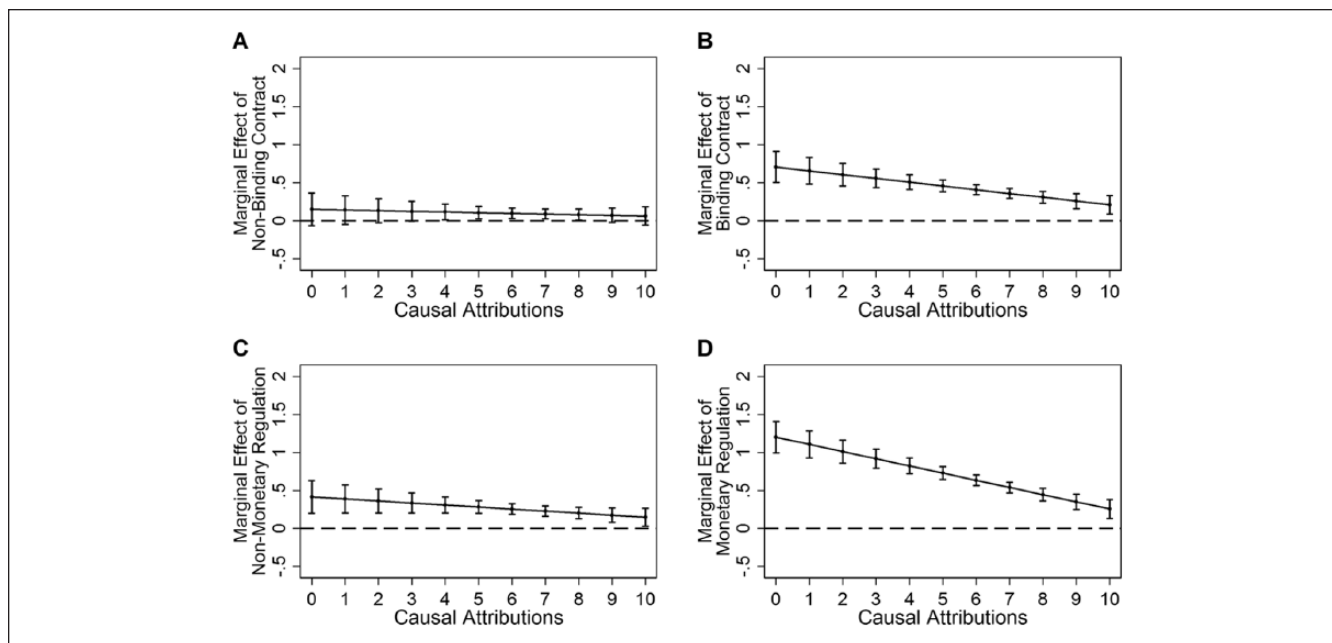 A
Marginal Effect of
Non-Binding Contract
2
1.5
1
.5
0
-.5
0 1 2 3 4 5 6 7 8 9 10
Causal Attributions
B
Marginal Effect of
Binding Contract
2
1.5
1
.5
0
-.5
0 1 2 3 4 5 6 7 8 9 10
Causal Attributions
C
Marginal Effect of
Non-Monetary Regulation
2
1.5
1
.5
0
-.5
0 1 2 3 4 5 6 7 8 9 10
Causal Attributions
D
Marginal Effect of
Monetary Regulation
2
1.5
1
.5
0
-.5
0 1 2 3 4 5 6 7 8 9 10
Causal Attributions